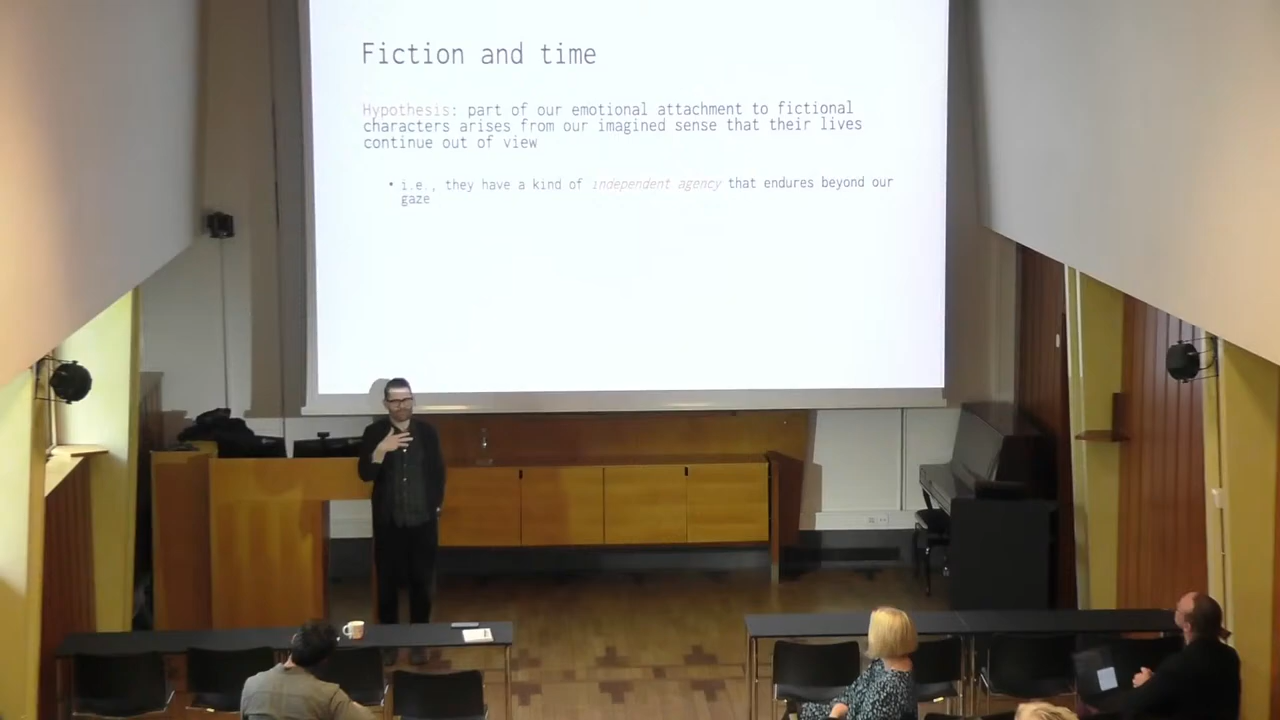 Fiction and time
Hypothesis: part of our emotional attachment to fictional
characters arises from our imagined sense that their lives
continue out of view
• i.e., they have a kind of independent agency that endures beyond our
gaze